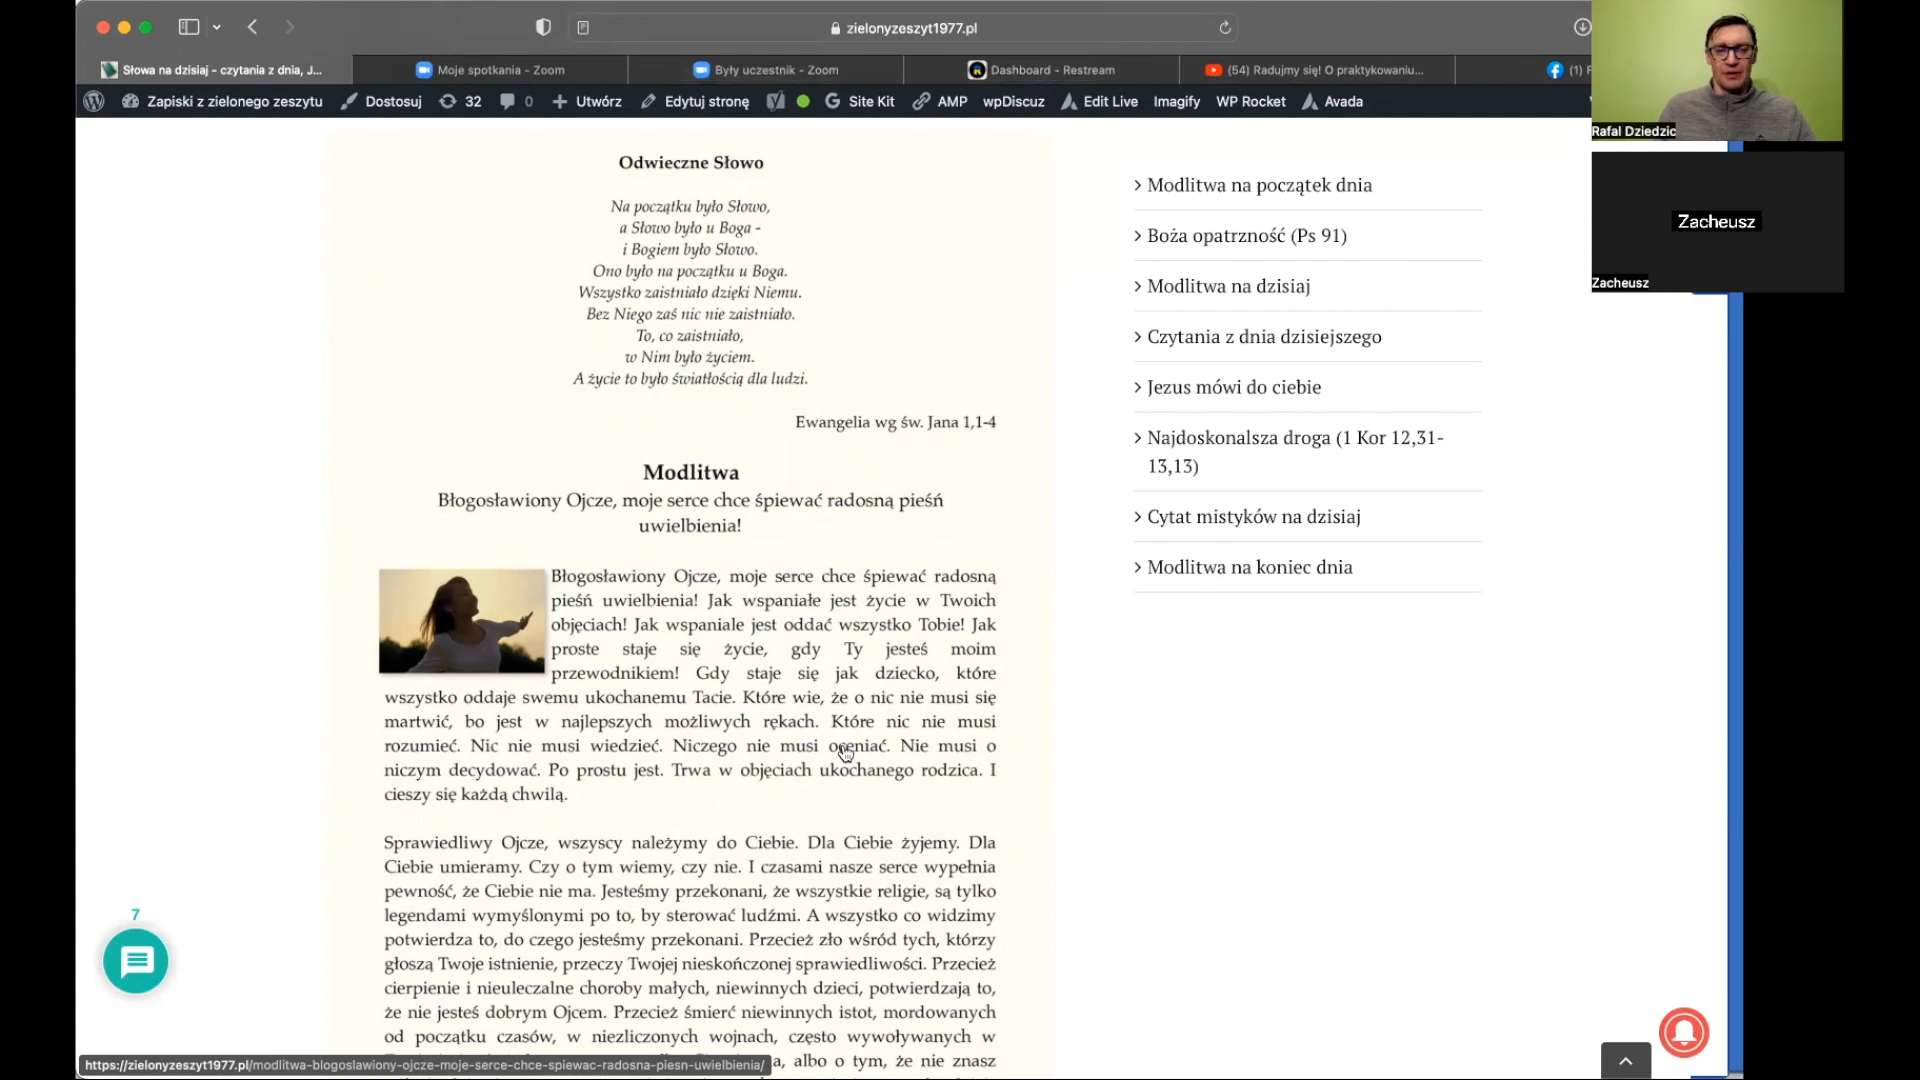 zielonyzeszyt1977.pl
Słowa na dzisiaj - czytania z dnia, J...
Moje spotkania - Zoom
Były uczestnik - Zoom
Dashboard - Restream
(54) Radujmy się! O praktykowaniu...
(1) F
Zapiski z zielonego zeszytu
Dostosuj
32
0
Utwórz
Edytuj stronę
Site Kit
AMP
wpDiscuz
Edit Live
Imagify
WP Rocket
Avada
Rafal Dziedzic
Zacheusz
Zacheusz
Odwieczne Słowo
Na początku było Słowo,
a Słowo było u Boga -
i Bogiem było Słowo.
Ono było na początku u Boga.
Wszystko zaistniało dzięki Niemu.
Bez Niego zaś nic nie zaistniało.
To, co zaistniało,
w Nim było życiem.
A życie to było światłością dla ludzi.
Ewangelia wg św. Jana 1,1-4
Modlitwa
Błogosławiony Ojcze, moje serce chce śpiewać radosną pieśń
uwielbienia!
Błogosławiony Ojcze, moje serce chce śpiewać radosną
pieśń uwielbienia! Jak wspaniałe jest życie w Twoich
objęciach! Jak wspaniale jest oddać wszystko Tobie! Jak
proste staje się życie, gdy Ty jesteś moim
przewodnikiem! Gdy staje się jak dziecko, które
wszystko oddaje swemu ukochanemu Tacie. Które wie, że o nic nie musi się
martwić, bo jest w najlepszych możliwych rękach. Które nic nie musi
rozumieć. Nic nie musi wiedzieć. Niczego nie musi oceniać. Nie musi o
niczym decydować. Po prostu jest. Trwa w objęciach ukochanego rodzica. I
cieszy się każdą chwilą.
Sprawiedliwy Ojcze, wszyscy należymy do Ciebie. Dla Ciebie żyjemy. Dla
Ciebie umieramy. Czy o tym wiemy, czy nie. I czasami nasze serce wypełnia
pewność, że Ciebie nie ma. Jesteśmy przekonani, że wszystkie religie, są tylko
legendami wymyślonymi po to, by sterować ludźmi. A wszystko co widzimy
potwierdza to, do czego jesteśmy przekonani. Przecież zło wśród tych, którzy
głoszą Twoje istnienie, przeczy Twojej nieskończonej sprawiedliwości. Przecież
cierpienie i nieuleczalne choroby małych, niewinnych dzieci, potwierdzają to,
że nie jesteś dobrym Ojcem. Przecież śmierć niewinnych istot, mordowanych
od początku czasów, w niezliczonych wojnach, często wywoływanych w
albo o tym, że nie znasz
Modlitwa na początek dnia
Boża opatrzność (Ps 91)
Modlitwa na dzisiaj
Czytania z dnia dzisiejszego
Jezus mówi do ciebie
Najdoskonalsza droga (1 Kor 12,31-
13,13)
Cytat mistyków na dzisiaj
Modlitwa na koniec dnia
7
https://zielonyzeszyt1977.pl/modlitwa-blogoslawiony-ojcze-moje-serce-chce-spiewac-radosna-piesn-uwielbienia/